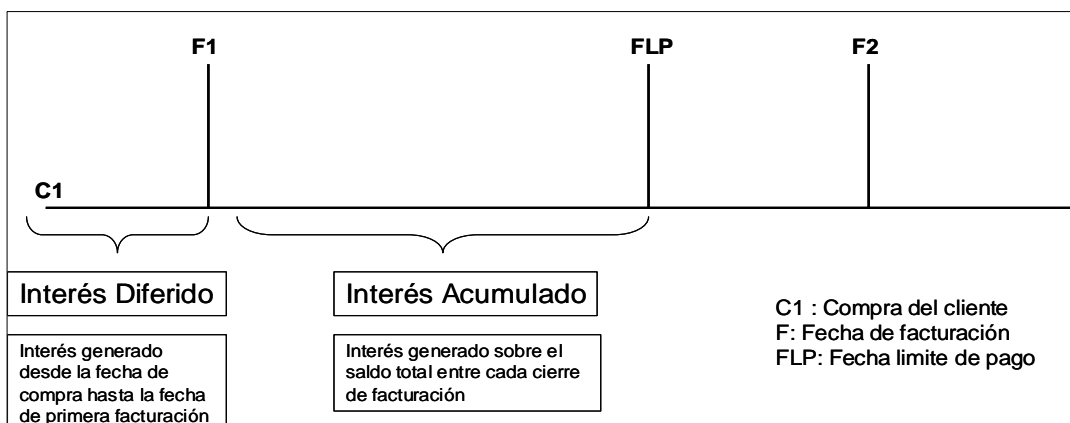 F1
FLP
F2
C1
Interés Diferido
Interés Acumulado
Interés generado
desde la fecha de
compra hasta la fecha
de primera facturación
Interés generado sobre el
saldo total entre cada cierre
de facturación
C1 : Compra del cliente
F: Fecha de facturación
FLP: Fecha limite de pago